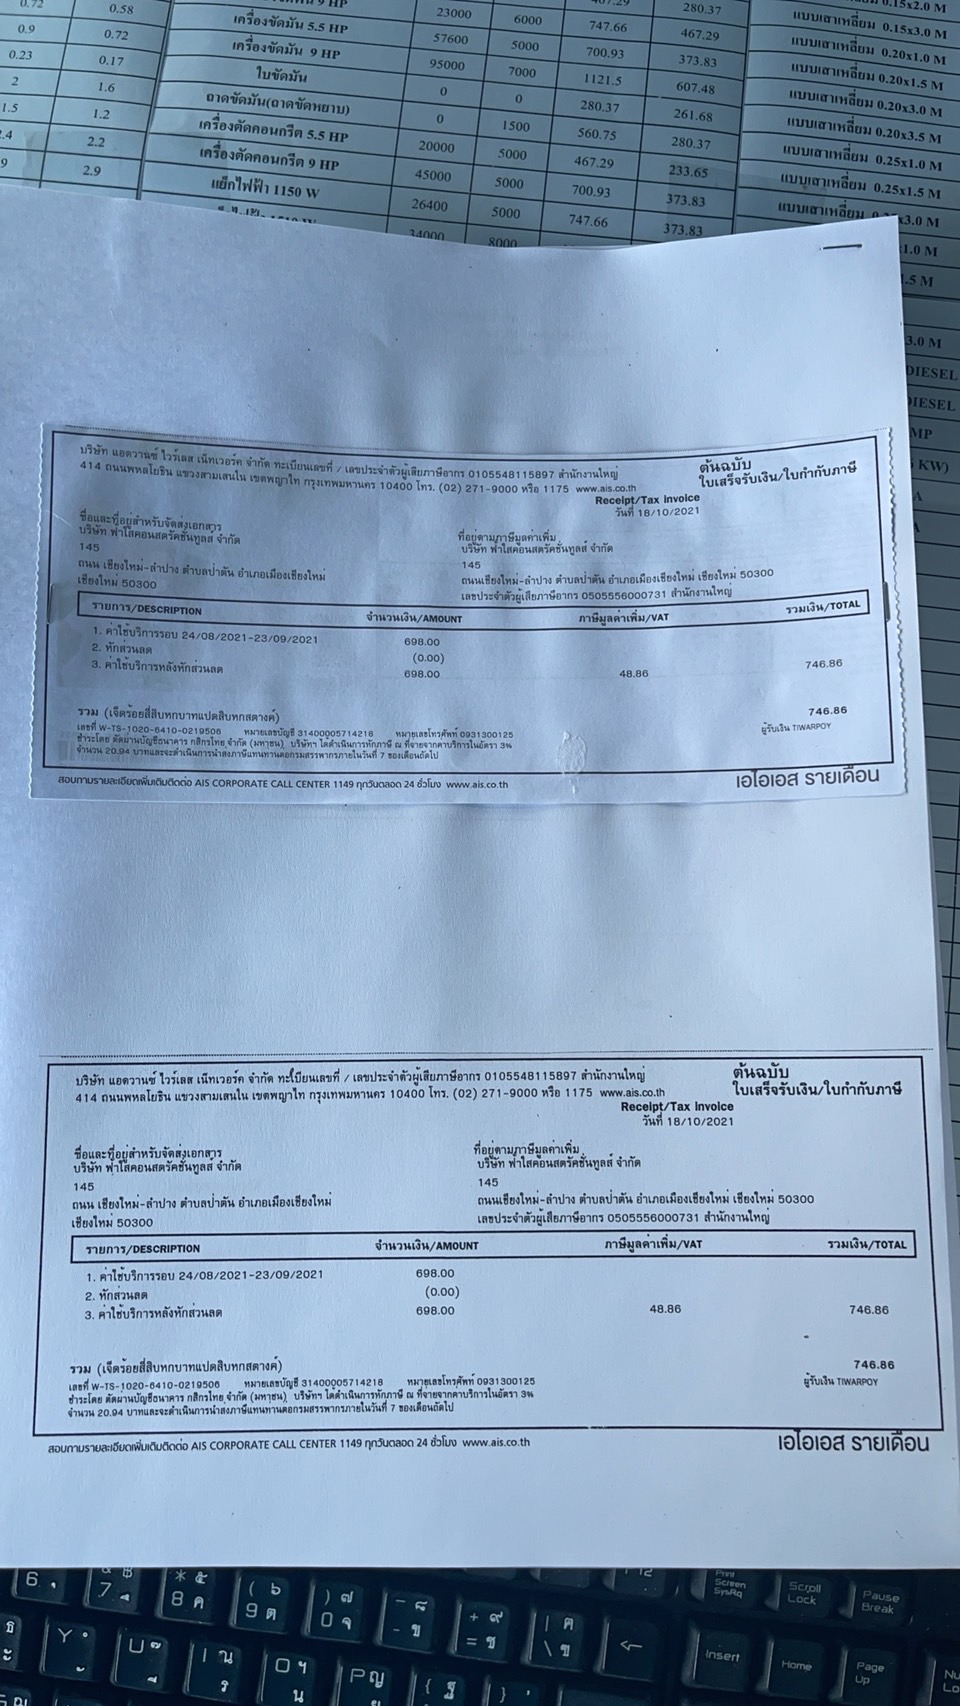 0.72 0.58 เครื่องขัดมัน 5.5 HP 23000 6000 747.66 467.29 แบบเสาเหลี่ยม 0.15x3.0 M
0.9 0.72 เครื่องขัดมัน 9 HP 57600 5000 700.93 373.83 แบบเสาเหลี่ยม 0.20x1.0 M
0.23 0.17 ใบขัดมัน 95000 7000 1121.5 607.48 แบบเสาเหลี่ยม 0.20x1.5 M
2 1.6 ถาดขัดมัน(ถาดขัดหยาบ) 0 0 280.37 261.68 แบบเสาเหลี่ยม 0.20x3.0 M
1.5 1.2 เครื่องตัดคอนกรีต 5.5 HP 0 1500 560.75 280.37 แบบเสาเหลี่ยม 0.20x3.5 M
2.4 2.2 เครื่องตัดคอนกรีต 9 HP 20000 5000 467.29 233.65 แบบเสาเหลี่ยม 0.25x1.0 M
9 2.9 แย็กไฟฟ้า 1150 W 45000 5000 700.93 373.83 แบบเสาเหลี่ยม 0.25x1.5 M
26400 5000 747.66 373.83 แบบเสาเหลี่ยม x3.0 M
34000 8000 x1.0 M
.5 M
3.0 M
DIESEL
DIESEL
MP
KW)
บริษัท แอดวานซ์ ไวร์เลส เน็ทเวอร์ค จำกัด ทะเบียนเลขที่ / เลขประจำตัวผู้เสียภาษีอากร 0105548115897 สำนักงานใหญ่
414 ถนนพหลโยธิน แขวงสามเสนใน เขตพญาไท กรุงเทพมหานคร 10400 โทร. (02) 271-9000 หรือ 1175 www.ais.co.th
ต้นฉบับ
ใบเสร็จรับเงิน/ใบกำกับภาษี
Receipt/Tax Invoice
วันที่ 18/10/2021
ชื่อและที่อยู่สำหรับจัดส่งเอกสาร
บริษัท ฟ้าใสคอนสตรัคชั่นทูลส์ จำกัด
145
ถนน เชียงใหม่-ลำปาง ตำบลป่าตัน อำเภอเมืองเชียงใหม่
เชียงใหม่ 50300
ที่อยู่ตามภาษีมูลค่าเพิ่ม
บริษัท ฟ้าใสคอนสตรัคชั่นทูลส์ จำกัด
145
ถนนเชียงใหม่-ลำปาง ตำบลป่าตัน อำเภอเมืองเชียงใหม่ เชียงใหม่ 50300
เลขประจำตัวผู้เสียภาษีอากร 0505556000731 สำนักงานใหญ่
รายการ/DESCRIPTION จำนวนเงิน/AMOUNT ภาษีมูลค่าเพิ่ม/VAT รวมเงิน/TOTAL
1. ค่าใช้บริการรอบ 24/08/2021-23/09/2021 698.00
2. หักส่วนลด (0.00)
3. ค่าใช้บริการหลังหักส่วนลด 698.00 48.86 746.86
รวม (เจ็ดร้อยสี่สิบหกบาทแปดสิบหกสตางค์) 746.86
เลขที่ W-TS-1020-6410-0219506 หมายเลขบัญชี 31400005714218 หมายเลขโทรศัพท์ 0931300125 ผู้รับเงิน TIWARPOY
ชำระโดย ตัดผ่านบัญชีธนาคาร กสิกรไทย จำกัด (มหาชน) บริษัทฯ ได้ดำเนินการหักภาษี ณ ที่จ่ายจากค่าบริการในอัตรา 3%
จำนวน 20.94 บาทและจะดำเนินการนำส่งภาษีแทนท่านต่อกรมสรรพากรภายในวันที่ 7 ของเดือนถัดไป
สอบถามรายละเอียดเพิ่มเติมติดต่อ AIS CORPORATE CALL CENTER 1149 ทุกวันตลอด 24 ชั่วโมง www.ais.co.th
เอไอเอส รายเดือน
บริษัท แอดวานซ์ ไวร์เลส เน็ทเวอร์ค จำกัด ทะเบียนเลขที่ / เลขประจำตัวผู้เสียภาษีอากร 0105548115897 สำนักงานใหญ่
414 ถนนพหลโยธิน แขวงสามเสนใน เขตพญาไท กรุงเทพมหานคร 10400 โทร. (02) 271-9000 หรือ 1175 www.ais.co.th
ต้นฉบับ
ใบเสร็จรับเงิน/ใบกำกับภาษี
Receipt/Tax Invoice
วันที่ 18/10/2021
ชื่อและที่อยู่สำหรับจัดส่งเอกสาร
บริษัท ฟ้าใสคอนสตรัคชั่นทูลส์ จำกัด
145
ถนน เชียงใหม่-ลำปาง ตำบลป่าตัน อำเภอเมืองเชียงใหม่
เชียงใหม่ 50300
ที่อยู่ตามภาษีมูลค่าเพิ่ม
บริษัท ฟ้าใสคอนสตรัคชั่นทูลส์ จำกัด
145
ถนนเชียงใหม่-ลำปาง ตำบลป่าตัน อำเภอเมืองเชียงใหม่ เชียงใหม่ 50300
เลขประจำตัวผู้เสียภาษีอากร 0505556000731 สำนักงานใหญ่
รายการ/DESCRIPTION จำนวนเงิน/AMOUNT ภาษีมูลค่าเพิ่ม/VAT รวมเงิน/TOTAL
1. ค่าใช้บริการรอบ 24/08/2021-23/09/2021 698.00
2. หักส่วนลด (0.00)
3. ค่าใช้บริการหลังหักส่วนลด 698.00 48.86 746.86
รวม (เจ็ดร้อยสี่สิบหกบาทแปดสิบหกสตางค์) 746.86
เลขที่ W-TS-1020-6410-0219506 หมายเลขบัญชี 31400005714218 หมายเลขโทรศัพท์ 0931300125 ผู้รับเงิน TIWARPOY
ชำระโดย ตัดผ่านบัญชีธนาคาร กสิกรไทย จำกัด (มหาชน) บริษัทฯ ได้ดำเนินการหักภาษี ณ ที่จ่ายจากค่าบริการในอัตรา 3%
จำนวน 20.94 บาทและจะดำเนินการนำส่งภาษีแทนท่านต่อกรมสรรพากรภายในวันที่ 7 ของเดือนถัดไป
สอบถามรายละเอียดเพิ่มเติมติดต่อ AIS CORPORATE CALL CENTER 1149 ทุกวันตลอด 24 ชั่วโมง www.ais.co.th
เอไอเอส รายเดือน
6 7 * ๕ 8 ค ( ๖ 9 ต ) ๗ 0 จ - ๘ - ข + ๙ = ช | ฅ \ ฃ Print Screen SysRq Scroll Lock Pause Break
Y U ๊ ี I น ร O ฯ น P ญ { ฐ } , Insert Home Page Up